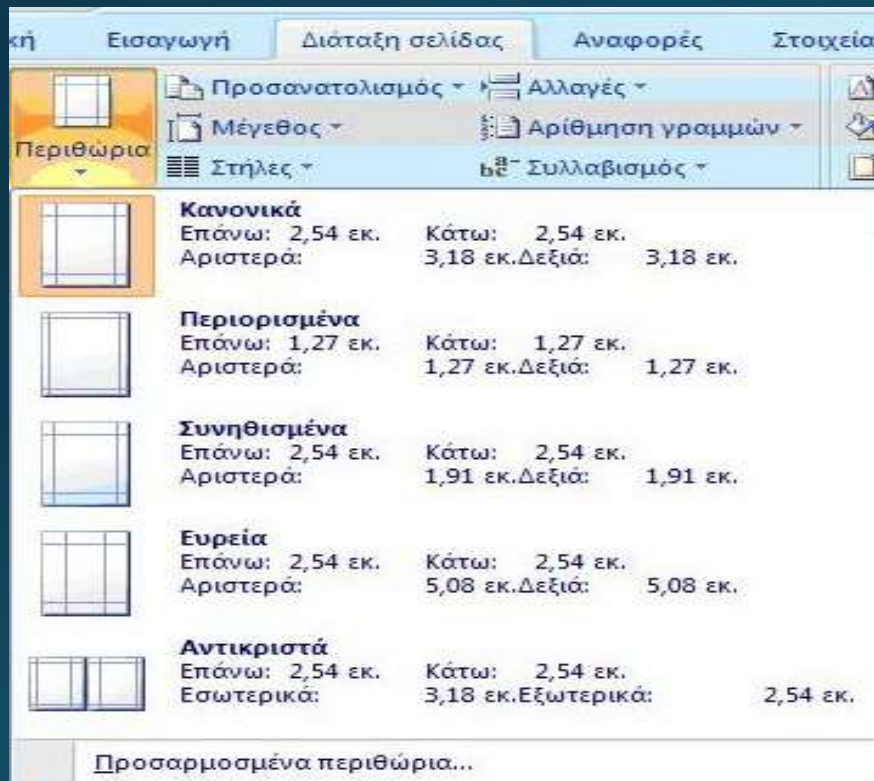 κή Εισαγωγή Διάταξη σελίδας Αναφορές Στοιχεία
Περιθώρια
Προσανατολισμός Αλλαγές
Μέγεθος Αρίθμηση γραμμών
Στήλες Συλλαβισμός
Κανονικά
Επάνω: 2,54 εκ. Κάτω: 2,54 εκ.
Αριστερά: 3,18 εκ.Δεξιά: 3,18 εκ.
Περιορισμένα
Επάνω: 1,27 εκ. Κάτω: 1,27 εκ.
Αριστερά: 1,27 εκ.Δεξιά: 1,27 εκ.
Συνηθισμένα
Επάνω: 2,54 εκ. Κάτω: 2,54 εκ.
Αριστερά: 1,91 εκ.Δεξιά: 1,91 εκ.
Ευρεία
Επάνω: 2,54 εκ. Κάτω: 2,54 εκ.
Αριστερά: 5,08 εκ.Δεξιά: 5,08 εκ.
Αντικριστά
Επάνω: 2,54 εκ. Κάτω: 2,54 εκ.
Εσωτερικά: 3,18 εκ.Εξωτερικά: 2,54 εκ.
Προσαρμοσμένα περιθώρια...